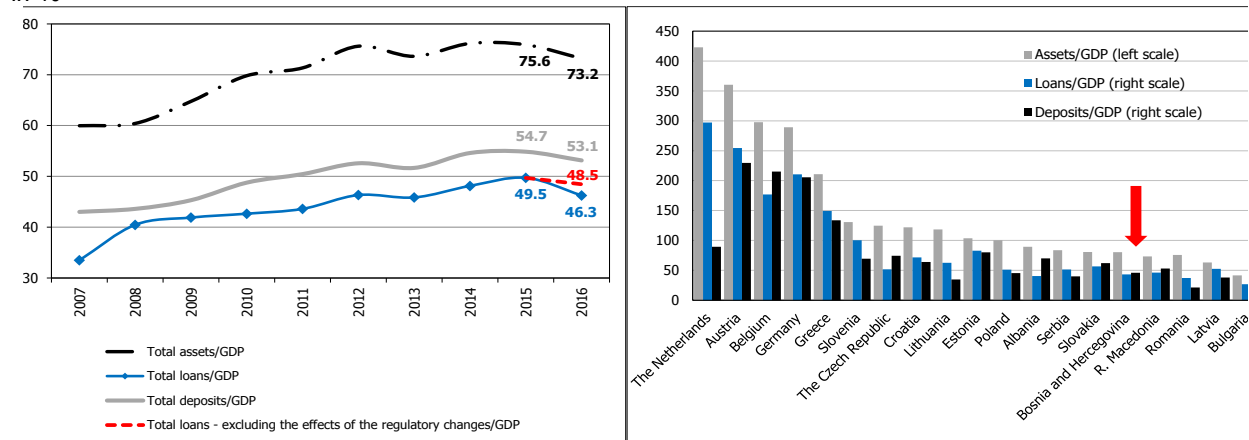 80
70
60
50
40
30
75.6
73.2
54.7
53.1
48.5
49.5
46.3
2007
2008
2009
2010
2011
2012
2013
2014
2015
2016
Total assets/GDP
Total loans/GDP
Total deposits/GDP
Total loans - excluding the effects of the regulatory changes/GDP
450
400
350
300
250
200
150
100
50
0
Assets/GDP (left scale)
Loans/GDP (right scale)
Deposits/GDP (right scale)
The Netherlands
Austria
Belgium
Germany
Greece
Slovenia
The Czech Republic
Croatia
Lithuania
Estonia
Poland
Albania
Serbia
Slovakia
Bosnia and Hercegovina
R. Macedonia
Romania
Latvia
Bulgaria